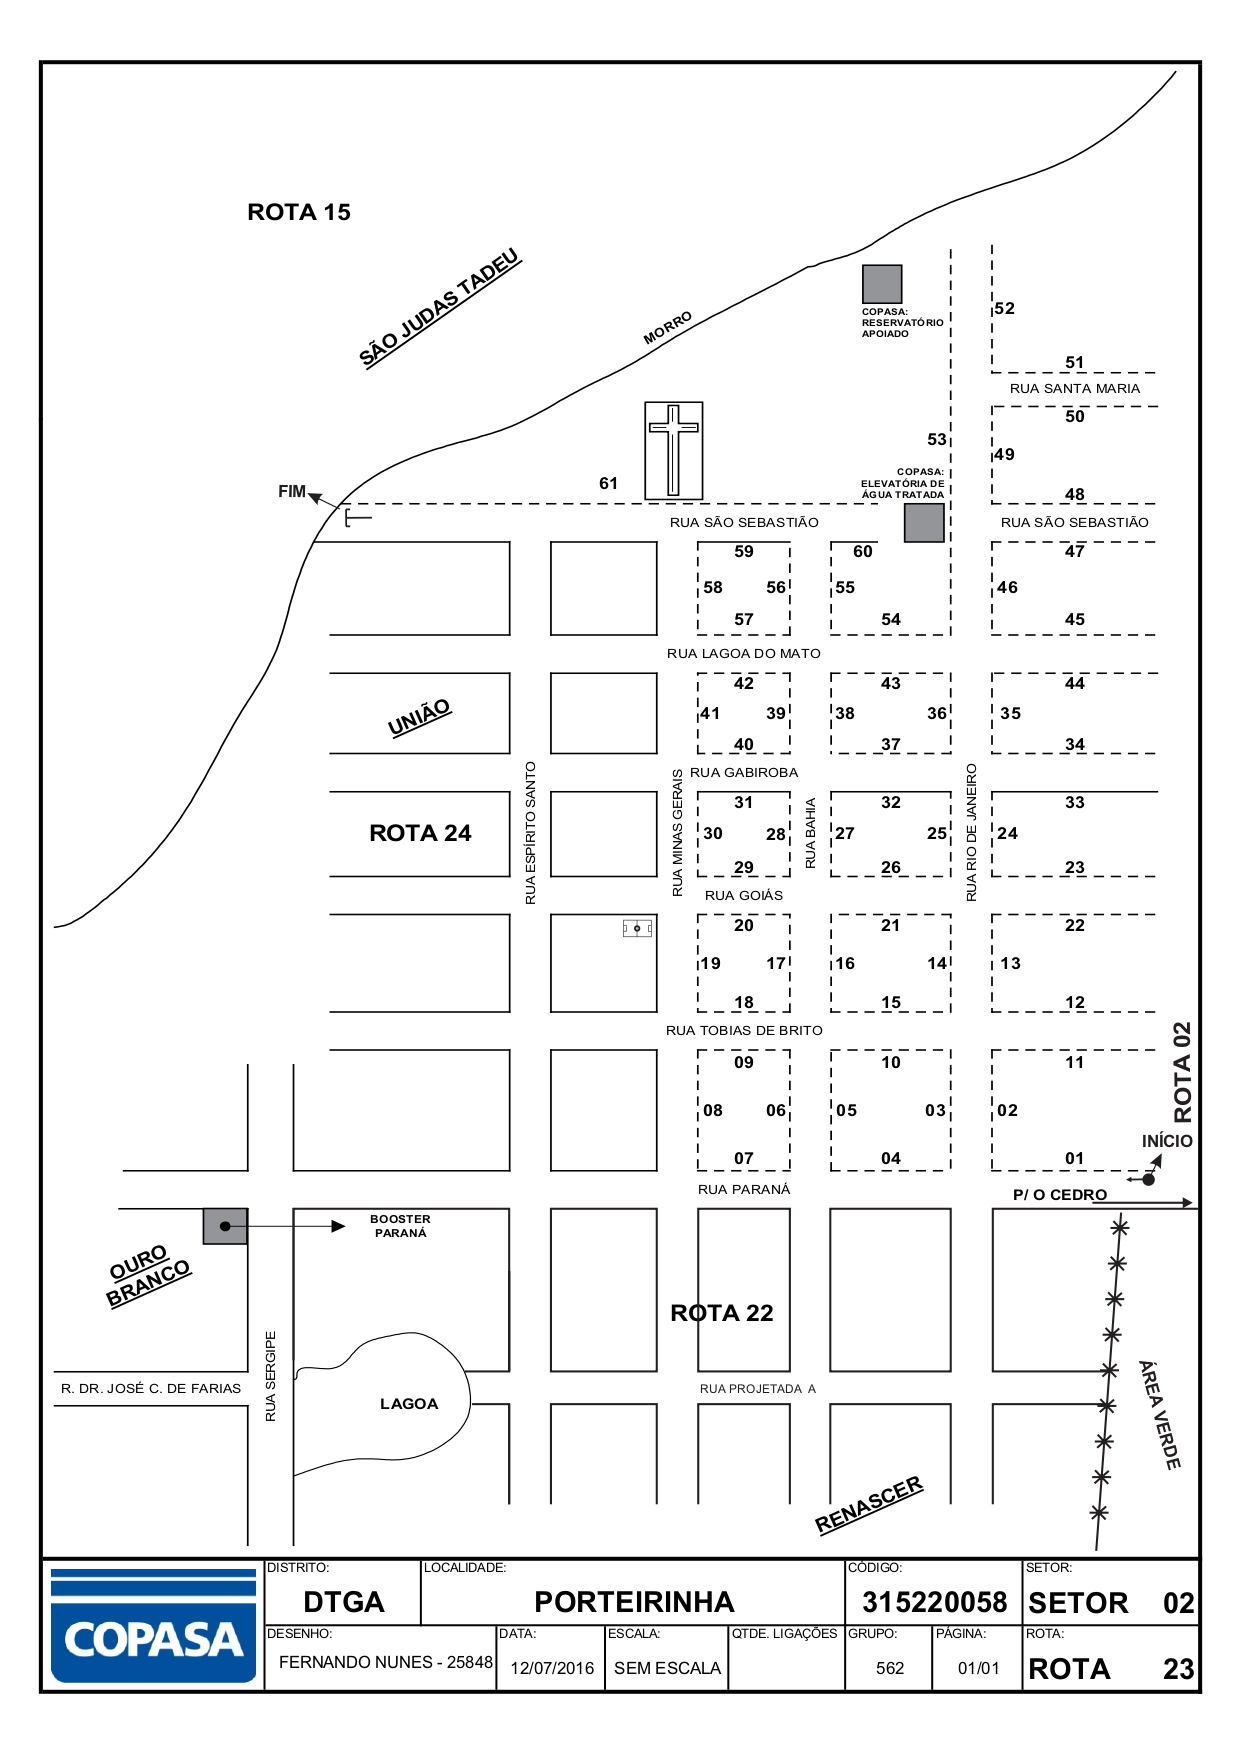 ROTA 15
SÃO JUDAS TADEU
MORRO
COPASA:
RESERVATÓRIO
APOIADO
52
51
RUA SANTA MARIA
50
53
49
COPASA:
ELEVATÓRIA DE
ÁGUA TRATADA
61
FIM
48
RUA SÃO SEBASTIÃO
RUA SÃO SEBASTIÃO
59
60
47
58
56
55
46
57
54
45
RUA LAGOA DO MATO
42
43
44
UNIÃO
41
39
38
36
35
40
37
34
RUA ESPÍRITO SANTO
RUA MINAS GERAIS
RUA GABIROBA
RUA BAHIA
RUA RIO DE JANEIRO
31
32
33
ROTA 24
30
28
27
25
24
29
26
23
RUA GOIÁS
20
21
22
19
17
16
14
13
18
15
12
RUA TOBIAS DE BRITO
ROTA 02
09
10
11
08
06
05
03
02
INÍCIO
07
04
01
RUA PARANÁ
P/ O CEDRO
BOOSTER
PARANÁ
OURO
BRANCO
ROTA 22
RUA SERGIPE
R. DR. JOSÉ C. DE FARIAS
LAGOA
RUA PROJETADA A
ÁREA VERDE
RENASCER
COPASA
DISTRITO:
DTGA
LOCALIDADE:
PORTEIRINHA
CÓDIGO:
315220058
SETOR:
SETOR 02
DESENHO:
FERNANDO NUNES - 25848
DATA:
12/07/2016
ESCALA:
SEM ESCALA
QTDE. LIGAÇÕES
GRUPO:
562
PÁGINA:
01/01
ROTA:
ROTA 23